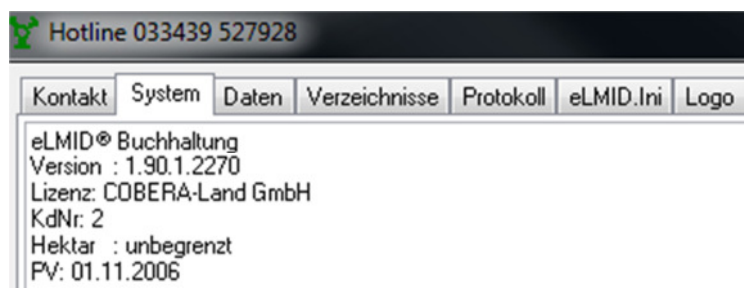 Hotline 033439 527928
Kontakt System Daten Verzeichnisse Protokoll eLMID.Ini Logo
eLMID® Buchhaltung
Version : 1.90.1.2270
Lizenz: COBERA-Land GmbH
KdNr: 2
Hektar : unbegrenzt
PV: 01.11.2006